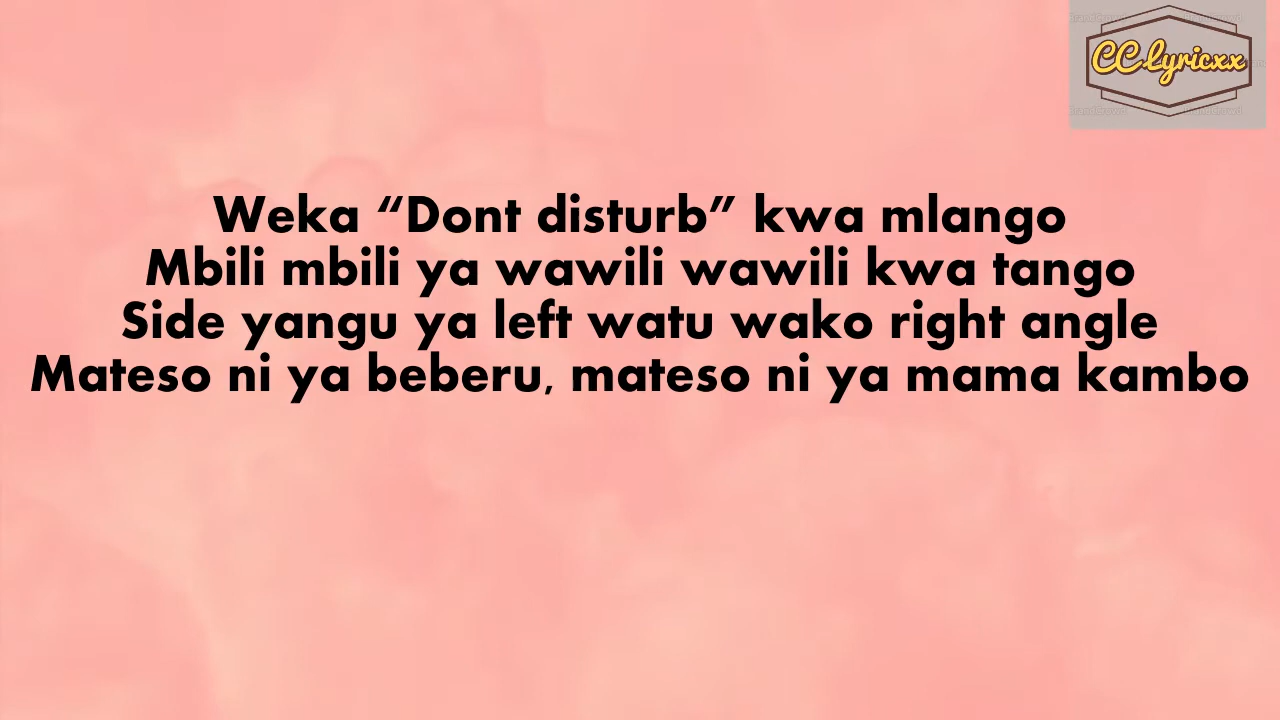 CC lyricxx
Weka “Dont disturb” kwa mlango
Mbili mbili ya wawili wawili kwa tango
Side yangu ya left watu wako right angle
Mateso ni ya beberu, mateso ni ya mama kambo